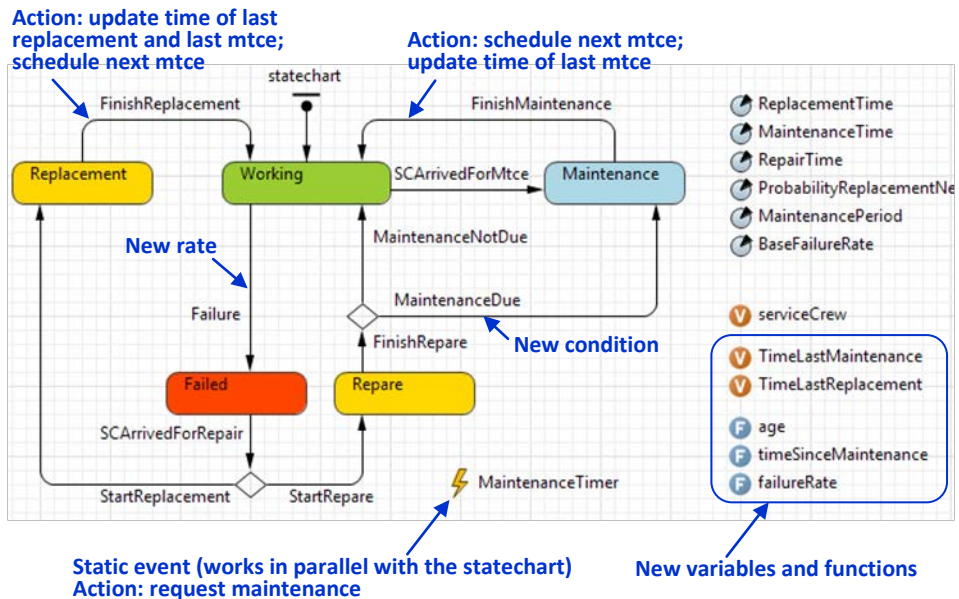 Action: update time of last
replacement and last mtce;
schedule next mtce
Action: schedule next mtce;
update time of last mtce
statechart
FinishReplacement
FinishMaintenance
ReplacementTime
MaintenanceTime
RepairTime
ProbabilityReplacementNe
MaintenancePeriod
BaseFailureRate
Replacement
Working
SCArrivedForMtce
Maintenance
New rate
MaintenanceNotDue
MaintenanceDue
Failure
New condition
FinishRepare
serviceCrew
TimeLastMaintenance
TimeLastReplacement
Failed
Repare
age
timeSinceMaintenance
failureRate
SCArrivedForRepair
StartReplacement
StartRepare
MaintenanceTimer
Static event (works in parallel with the statechart)
Action: request maintenance
New variables and functions
V
V
V
F
F
F